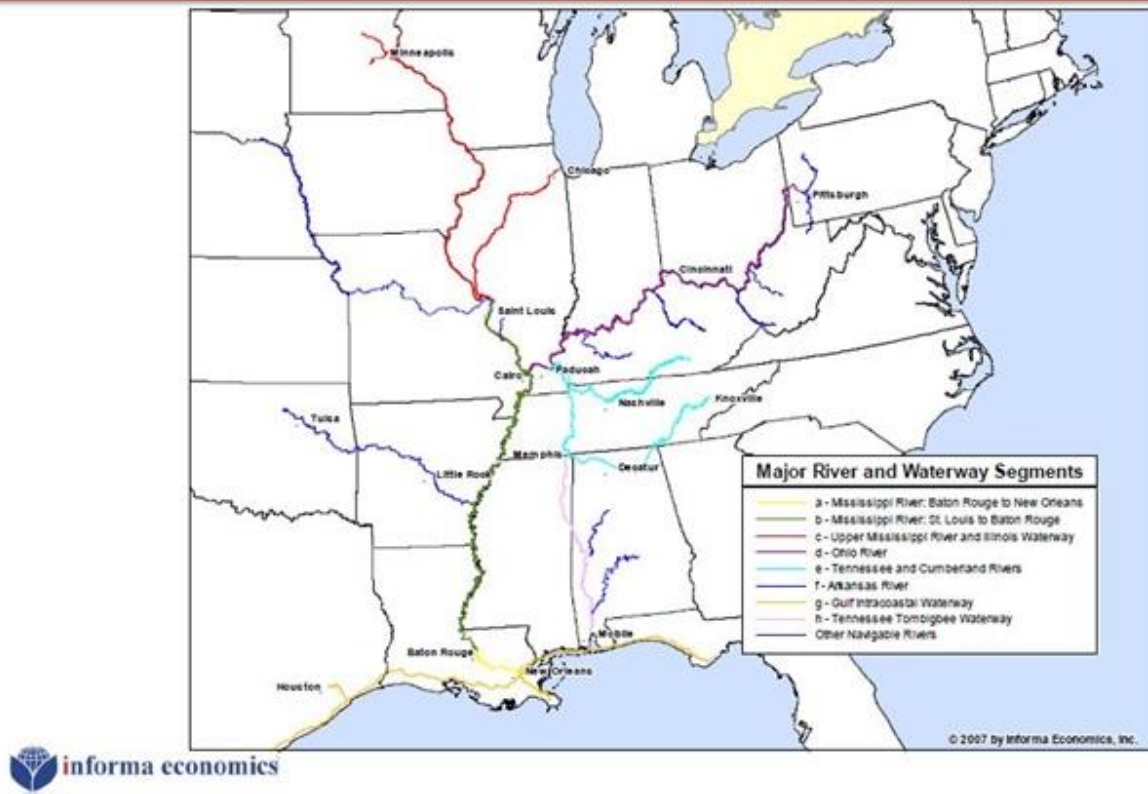 Minneapolis
Chicago
Pittsburgh
Cincinnati
Saint Louis
Cairo
Paducah
Nashville
Knoxville
Tulsa
Little Rock
Memphis
Decatur
Mobile
Baton Rouge
New Orleans
Houston
Major River and Waterway Segments
a - Mississippi River: Baton Rouge to New Orleans
b - Mississippi River: St. Louis to Baton Rouge
c - Upper Mississippi River and Illinois Waterway
d - Ohio River
e - Tennessee and Cumberland Rivers
f - Arkansas River
g - Gulf Intracoastal Waterway
h - Tennessee Tombigbee Waterway
Other Navigable Rivers
© 2007 by Informa Economics, Inc.
informa economics